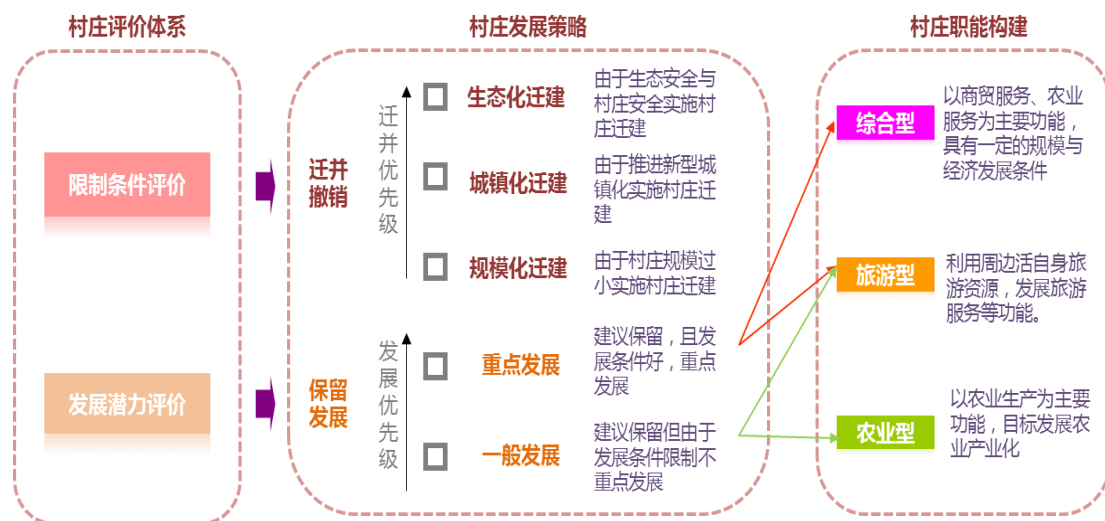 村庄评价体系
限制条件评价
发展潜力评价
村庄发展策略
迁并
撤销
迁并优先级
生态化迁建
由于生态安全与
村庄安全实施村
庄迁建
城镇化迁建
由于推进新型城
镇化实施村庄迁
建
规模化迁建
由于村庄规模过
小实施村庄迁建
保留
发展
发展优先级
重点发展
建议保留，且发
展条件好，重点
发展
一般发展
建议保留但由于
发展条件限制不
重点发展
村庄职能构建
综合型
以商贸服务、农业
服务为主要功能，
具有一定的规模与
经济发展条件
旅游型
利用周边活自身旅
游资源，发展旅游
服务等功能。
农业型
以农业生产为主要
功能，目标发展农
业产业化